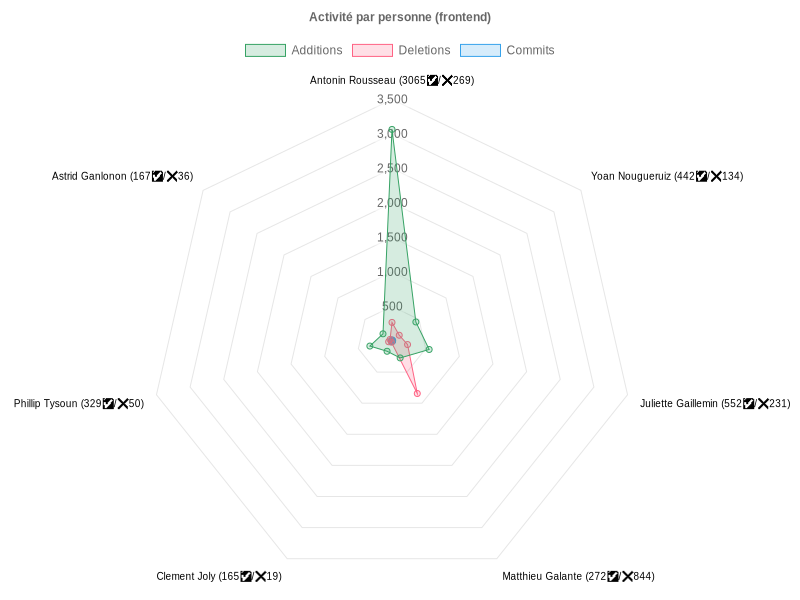 Activité par personne (frontend)
Additions Deletions Commits
Antonin Rousseau (3065✅/❌269)
3,500
3,000
2,500
2,000
1,500
1,000
500
Astrid Ganlonon (167✅/❌36)
Yoan Nougueruiz (442✅/❌134)
Phillip Tysoun (329✅/❌50)
Juliette Gaillemin (552✅/❌231)
Clement Joly (165✅/❌19)
Matthieu Galante (272✅/❌844)